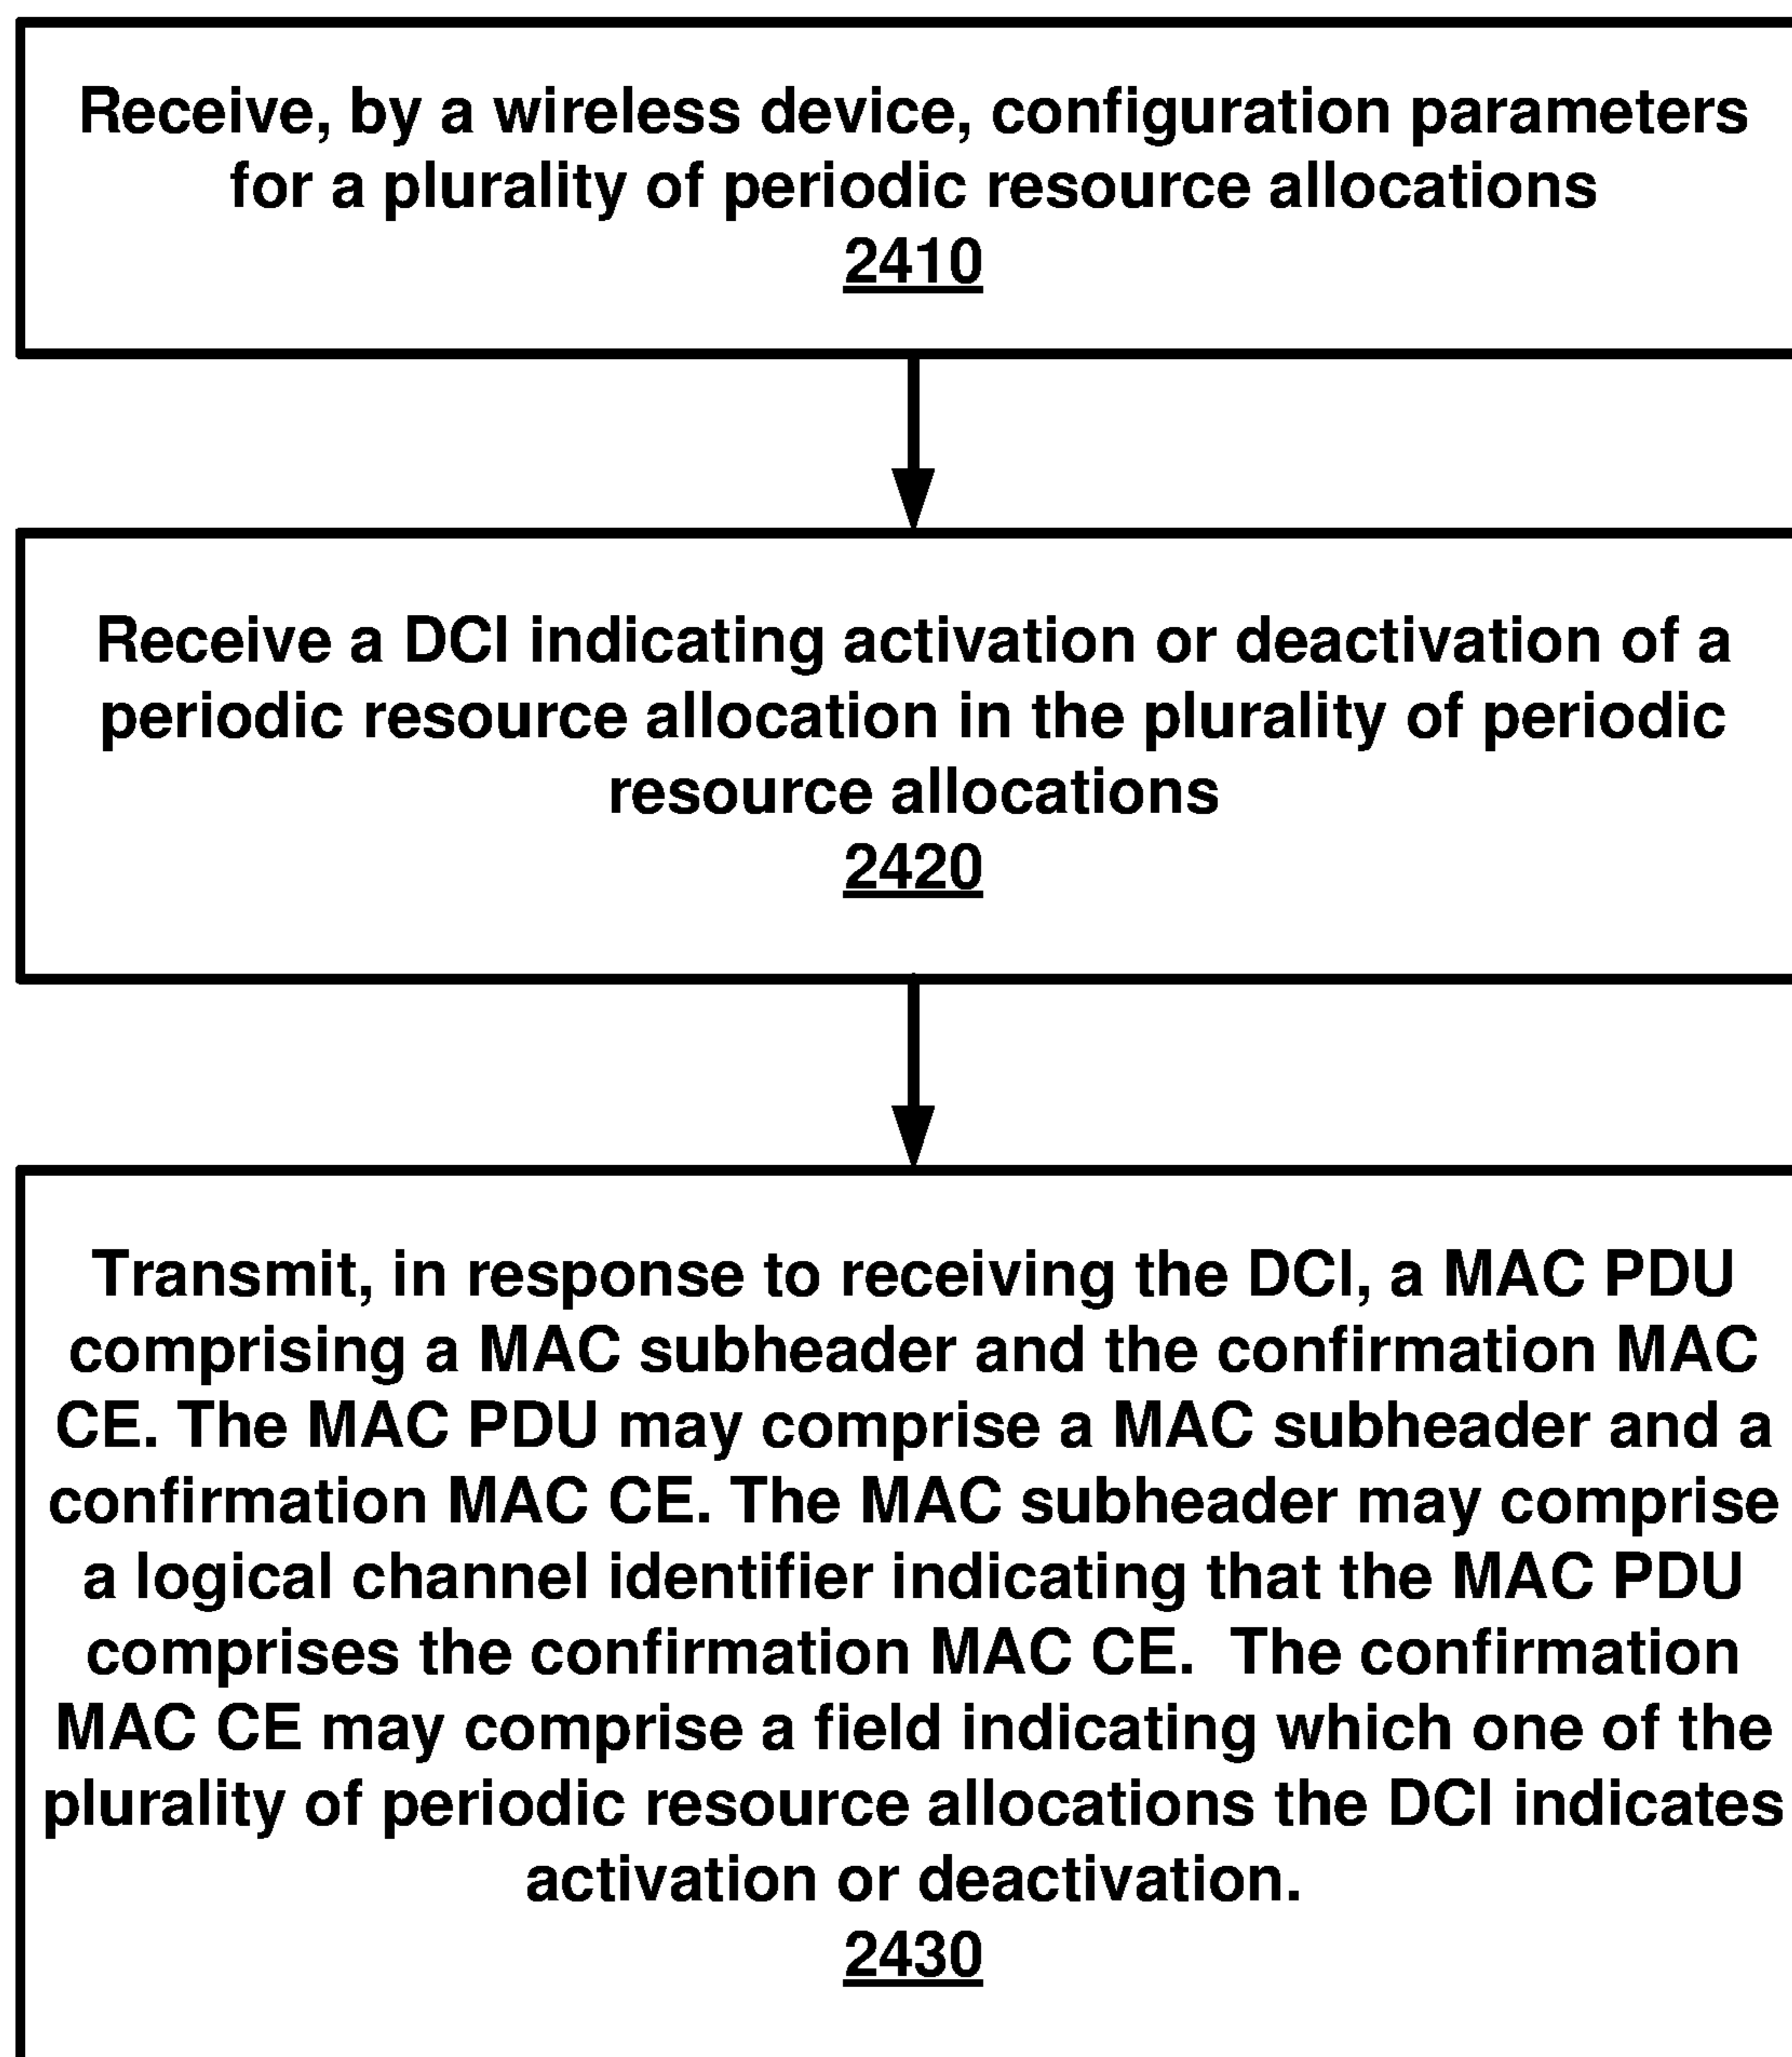 Receive, by a wireless device, configuration parameters
for a plurality of periodic resource allocations
2410
Receive a DCI indicating activation or deactivation of a
periodic resource allocation in the plurality of periodic
resource allocations
2420
Transmit, in response to receiving the DCI, a MAC PDU
comprising a MAC subheader and the confirmation MAC
CE. The MAC PDU may comprise a MAC subheader and a
confirmation MAC CE. The MAC subheader may comprise
a logical channel identifier indicating that the MAC PDU
comprises the confirmation MAC CE.  The confirmation
MAC CE may comprise a field indicating which one of the
plurality of periodic resource allocations the DCI indicates
activation or deactivation.
2430